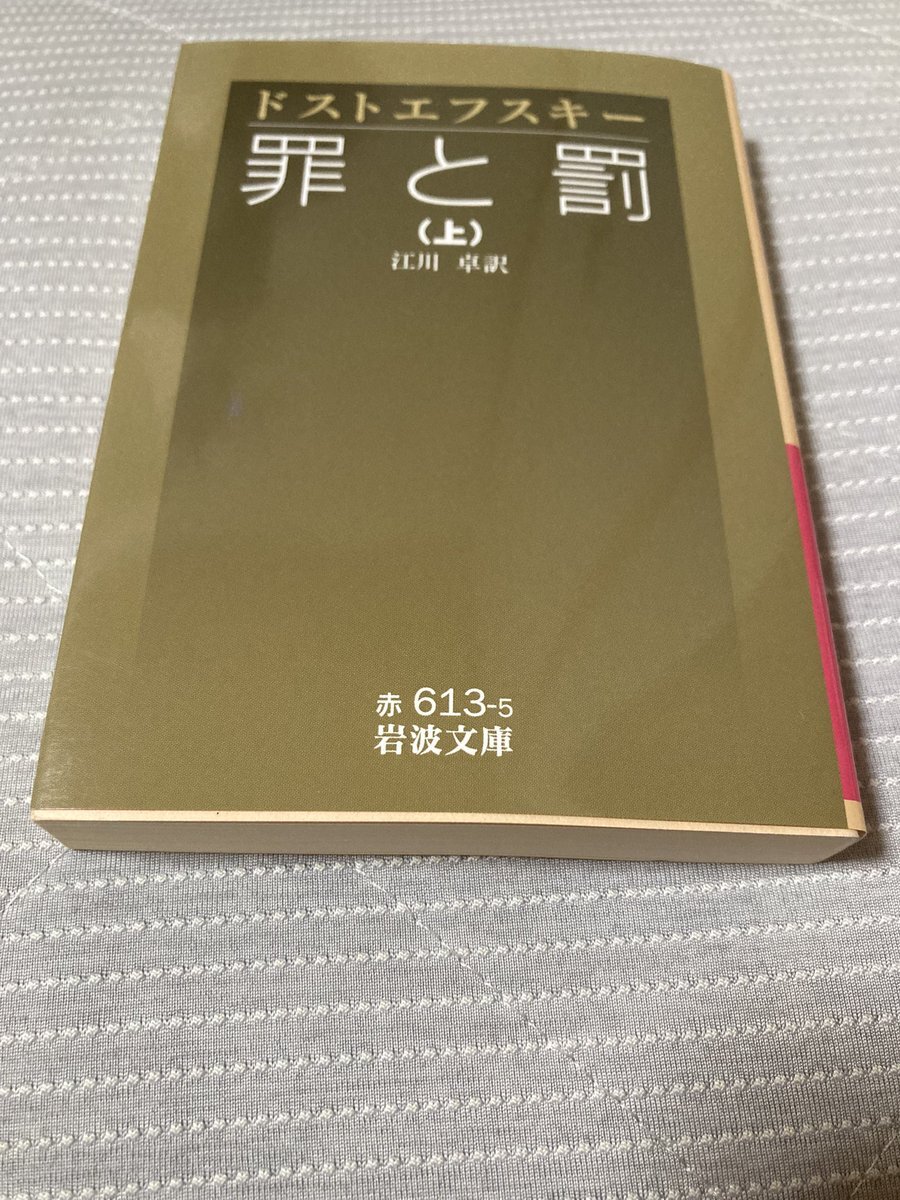 ドストエフスキー
罪と罰
(上)
江川 卓訳
赤 613-5
岩波文庫